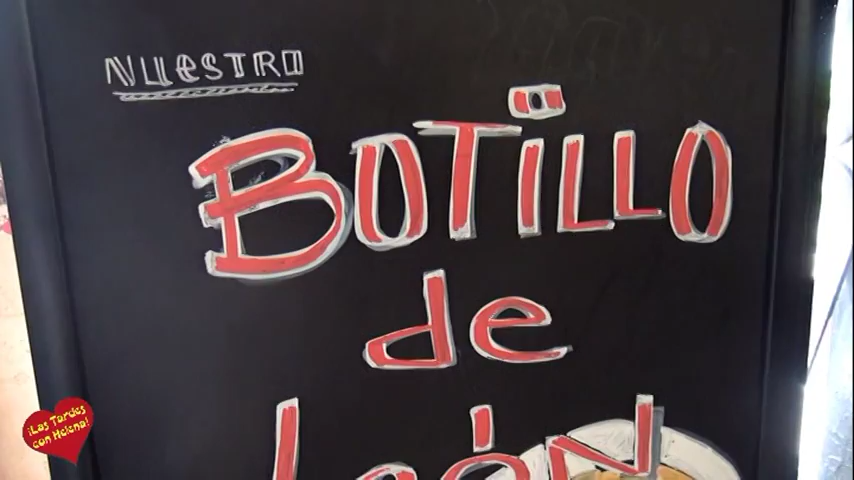 NUESTRO
BOTILLO
de
León
¡Las Tardes
con Helena!